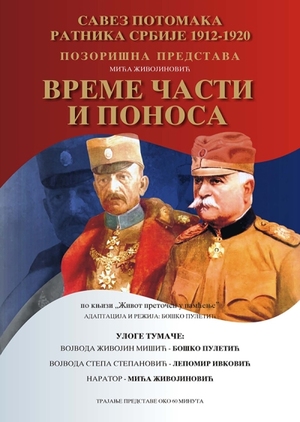 САВЕЗ ПОТОМАКА
РАТНИКА СРБИЈЕ 1912-1920
ПОЗОРИШНА ПРЕДСТАВА
МИЋА ЖИВОЈИНОВИЋ
ВРЕМЕ ЧАСТИ
И ПОНОСА
по књизи „Живот преточен у памћење”
АДАПТАЦИЈА И РЕЖИЈА: БОШКО ПУЛЕТИЋ
УЛОГЕ ТУМАЧЕ:
ВОЈВОДА ЖИВОЈИН МИШИЋ - БОШКО ПУЛЕТИЋ
ВОЈВОДА СТЕПА СТЕПАНОВИЋ - ЛЕПОМИР ИВКОВИЋ
НАРАТОР - МИЋА ЖИВОЈИНОВИЋ
ТРАЈАЊЕ ПРЕДСТАВЕ ОКО 60 МИНУТА